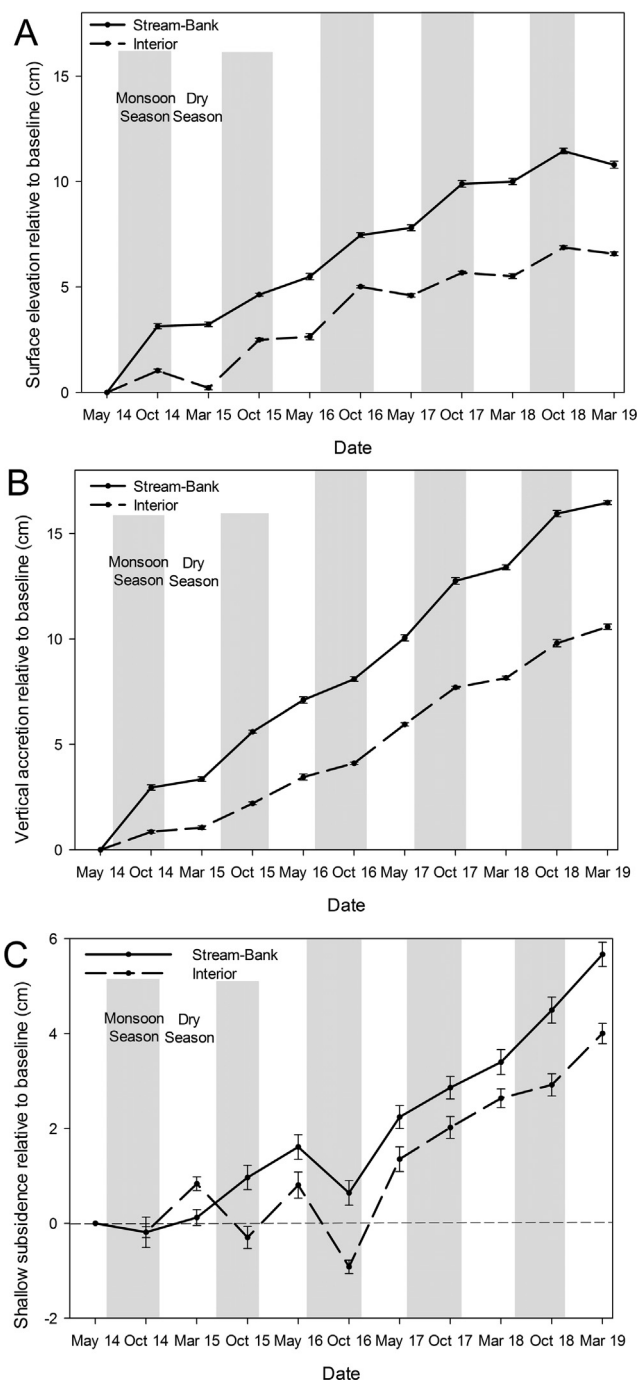 A
Stream-Bank
Interior
Monsoon Dry
Season Season
Surface elevation relative to baseline (cm)
15
10
5
0
May 14 Oct 14 Mar 15 Oct 15 May 16 Oct 16 May 17 Oct 17 Mar 18 Oct 18 Mar 19
Date
B
Stream-Bank
Interior
Monsoon Dry
Season Season
Vertical accretion relative to baseline (cm)
15
10
5
0
May 14 Oct 14 Mar 15 Oct 15 May 16 Oct 16 May 17 Oct 17 Mar 18 Oct 18 Mar 19
Date
C
Stream-Bank
Interior
Monsoon Dry
Season Season
Shallow subsidence relative to baseline (cm)
6
4
2
0
-2
May 14 Oct 14 Mar 15 Oct 15 May 16 Oct 16 May 17 Oct 17 Mar 18 Oct 18 Mar 19
Date